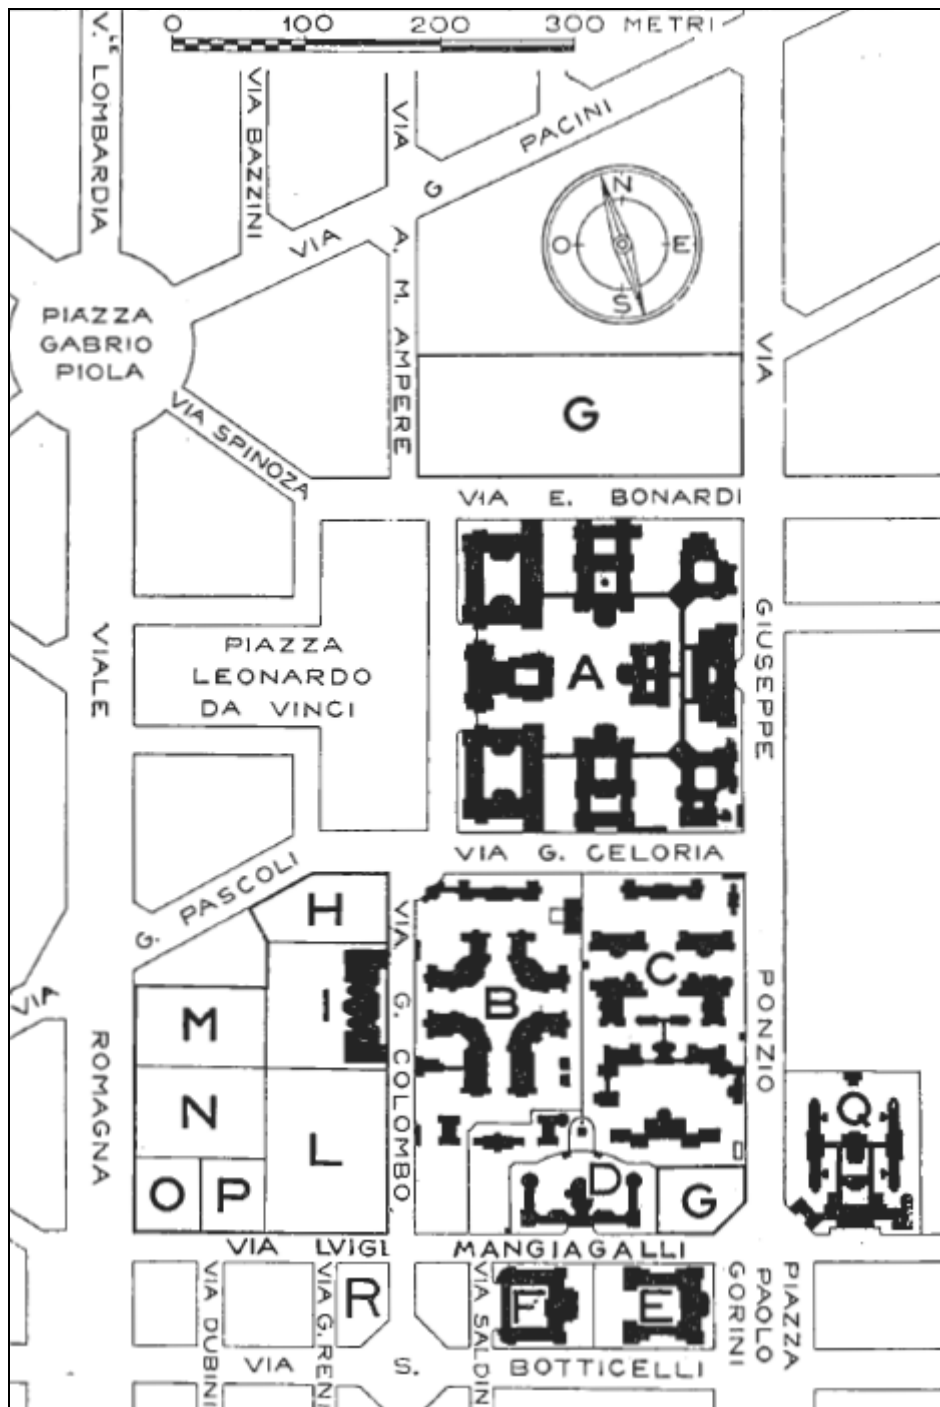 0 100 200 300 METRI
V.LE LOMBARDIA
VIA BAZZINI
VIA A. M. AMPERE
VIA G PACINI
N
O E
S
PIAZZA
GABRIO
PIOLA
VIA SPINOZA
G
VIA E. BONARDI
VIA GIUSEPPE PONZIO
PIAZZA
LEONARDO
DA VINCI
A
VIALE ROMAGNA
VIA G. CELORIA
VIA G. PASCOLI
H
VIA G. COLOMBO
I
B
C
M
N
L
O
P
D
G
Q
VIA LVIGI MANGIAGALLI
VIA DUBINI
VIA G. RENI
R
VIA SALDIN
F
E
PIAZZA
PAOLO
GORINI
VIA S. BOTTICELLI